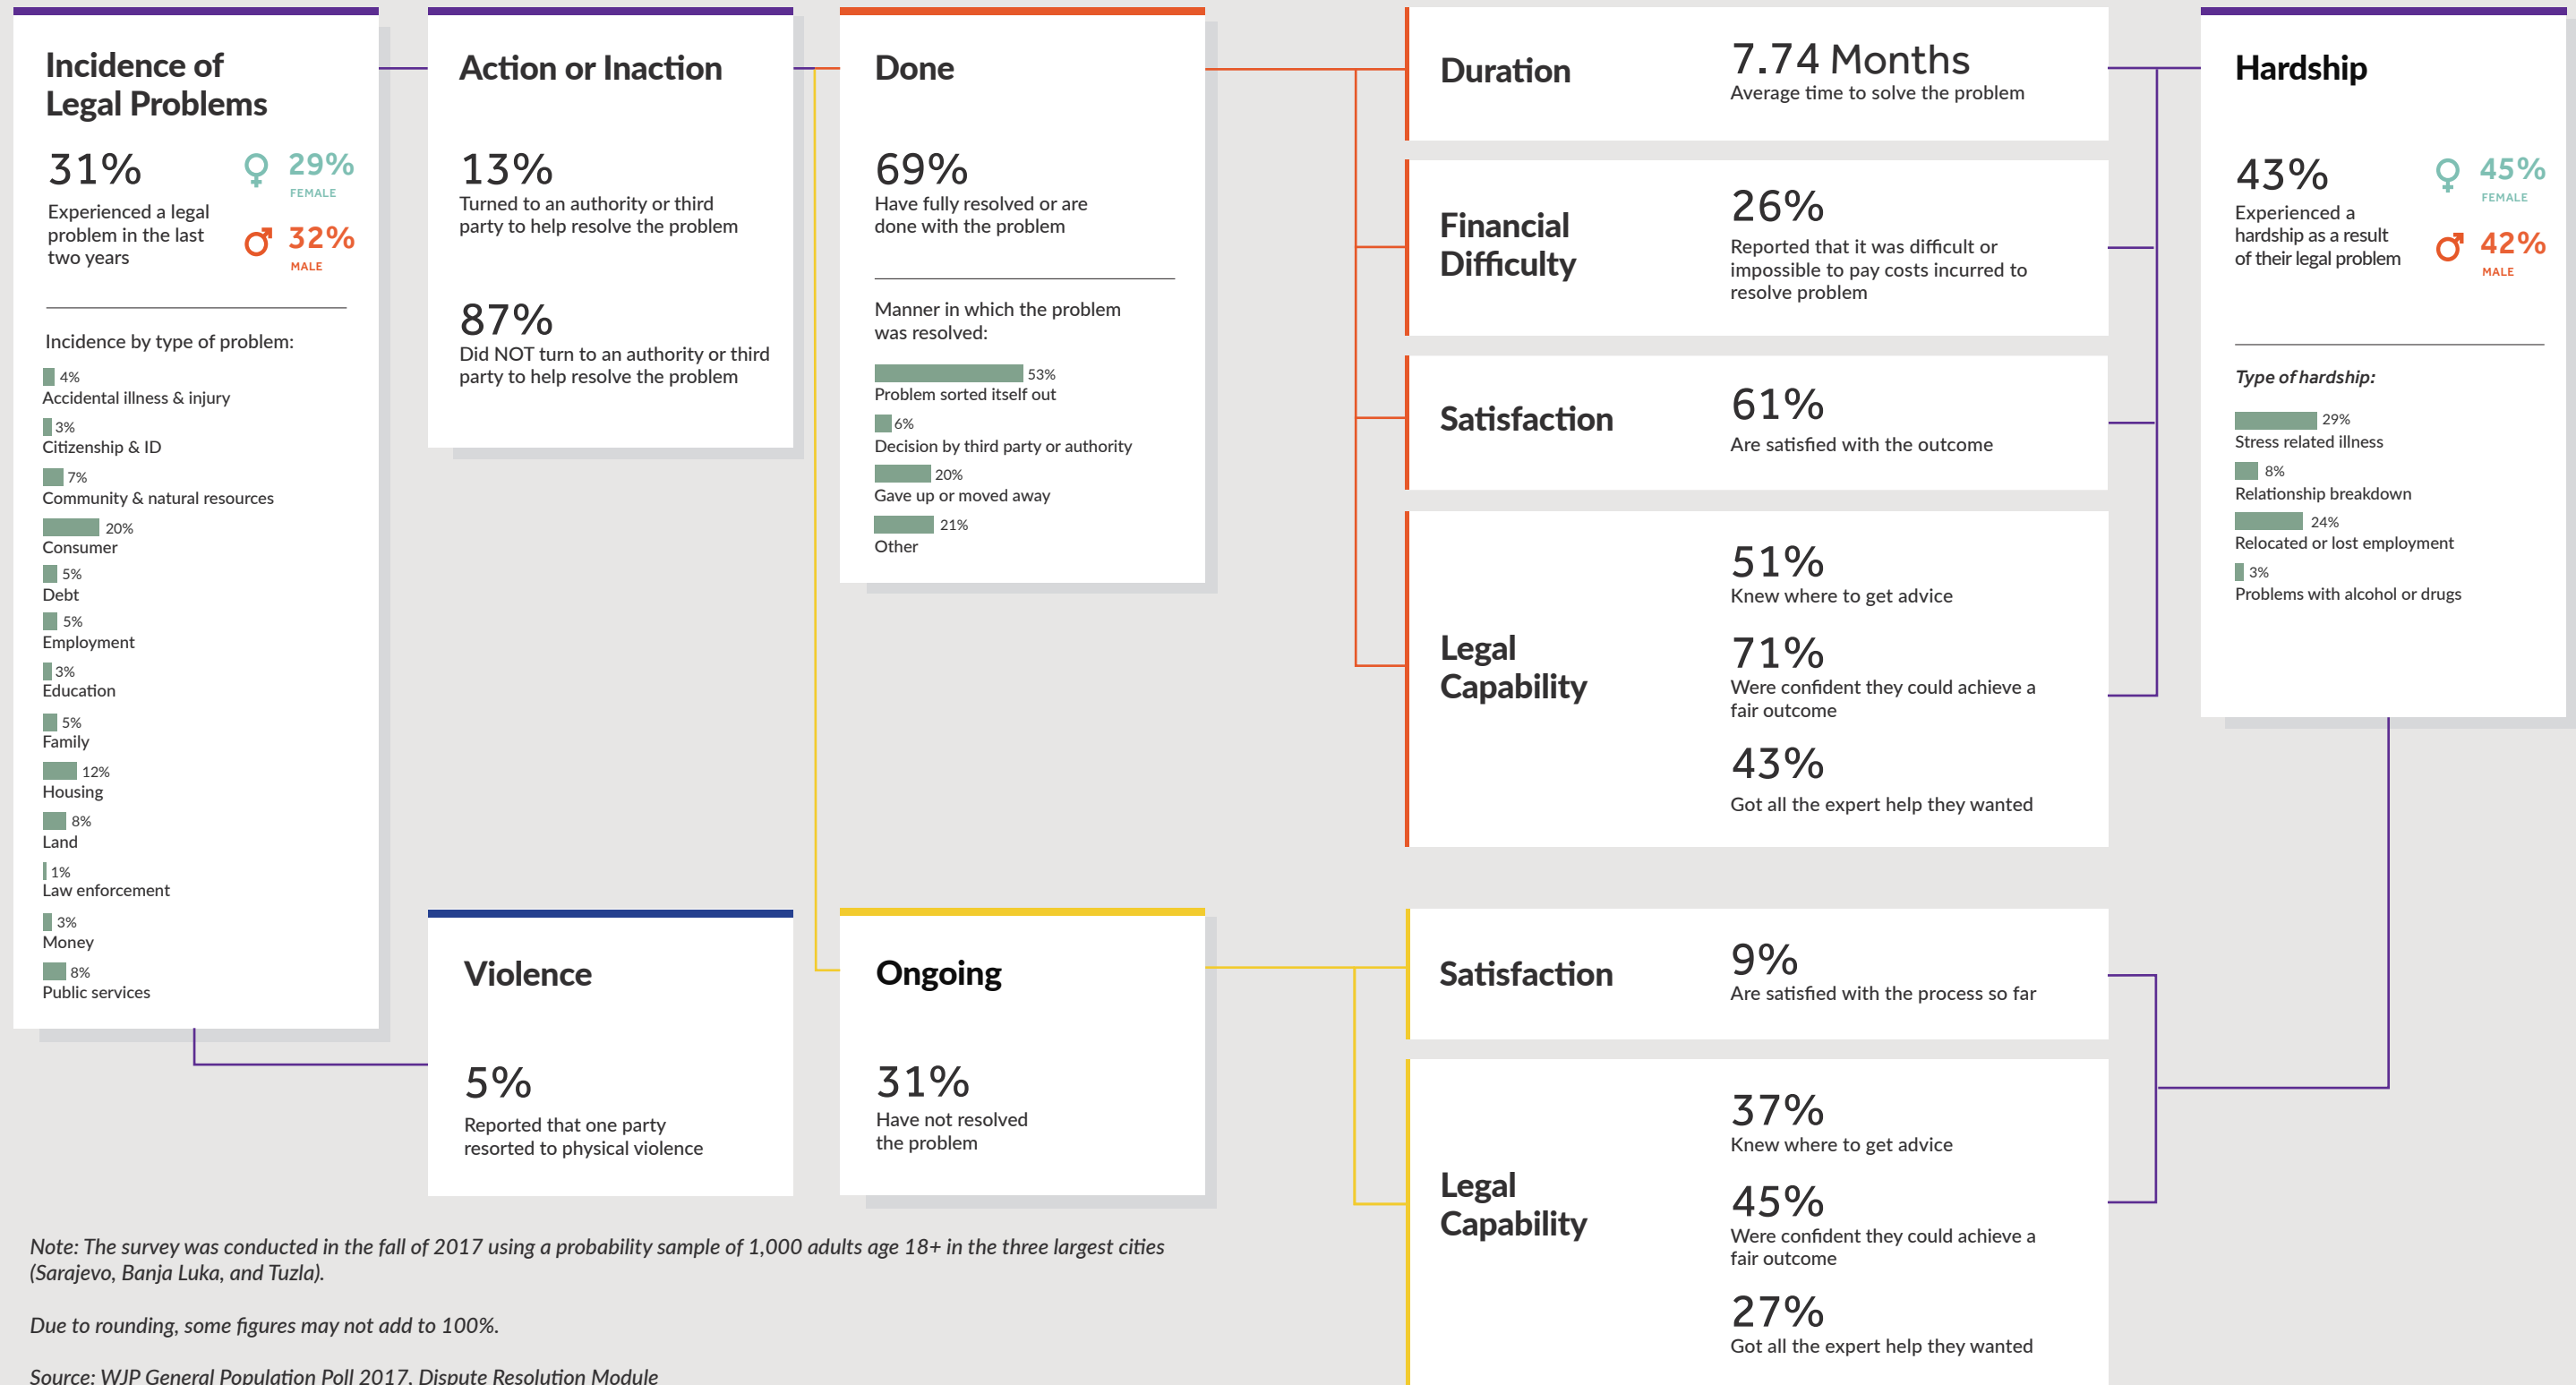 Incidence of
Legal Problems
31%
Experienced a legal
problem in the last
two years
29%
FEMALE
32%
MALE
Incidence by type of problem:
4%
Accidental illness & injury
3%
Citizenship & ID
7%
Community & natural resources
20%
Consumer
5%
Debt
5%
Employment
3%
Education
5%
Family
12%
Housing
8%
Land
1%
Law enforcement
3%
Money
8%
Public services
Action or Inaction
13%
Turned to an authority or third
party to help resolve the problem
87%
Did NOT turn to an authority or third
party to help resolve the problem
Violence
5%
Reported that one party
resorted to physical violence
Done
69%
Have fully resolved or are
done with the problem
Manner in which the problem
was resolved:
53%
Problem sorted itself out
6%
Decision by third party or authority
20%
Gave up or moved away
21%
Other
Ongoing
31%
Have not resolved
the problem
Duration
7.74 Months
Average time to solve the problem
Financial
Difficulty
26%
Reported that it was difficult or
impossible to pay costs incurred to
resolve problem
Satisfaction
61%
Are satisfied with the outcome
Legal
Capability
51%
Knew where to get advice
71%
Were confident they could achieve a
fair outcome
43%
Got all the expert help they wanted
Satisfaction
9%
Are satisfied with the process so far
Legal
Capability
37%
Knew where to get advice
45%
Were confident they could achieve a
fair outcome
27%
Got all the expert help they wanted
Hardship
43%
Experienced a
hardship as a result
of their legal problem
45%
FEMALE
42%
MALE
Type of hardship:
29%
Stress related illness
8%
Relationship breakdown
24%
Relocated or lost employment
3%
Problems with alcohol or drugs
Note: The survey was conducted in the fall of 2017 using a probability sample of 1,000 adults age 18+ in the three largest cities
(Sarajevo, Banja Luka, and Tuzla).
Due to rounding, some figures may not add to 100%.
Source: WJP General Population Poll 2017, Dispute Resolution Module